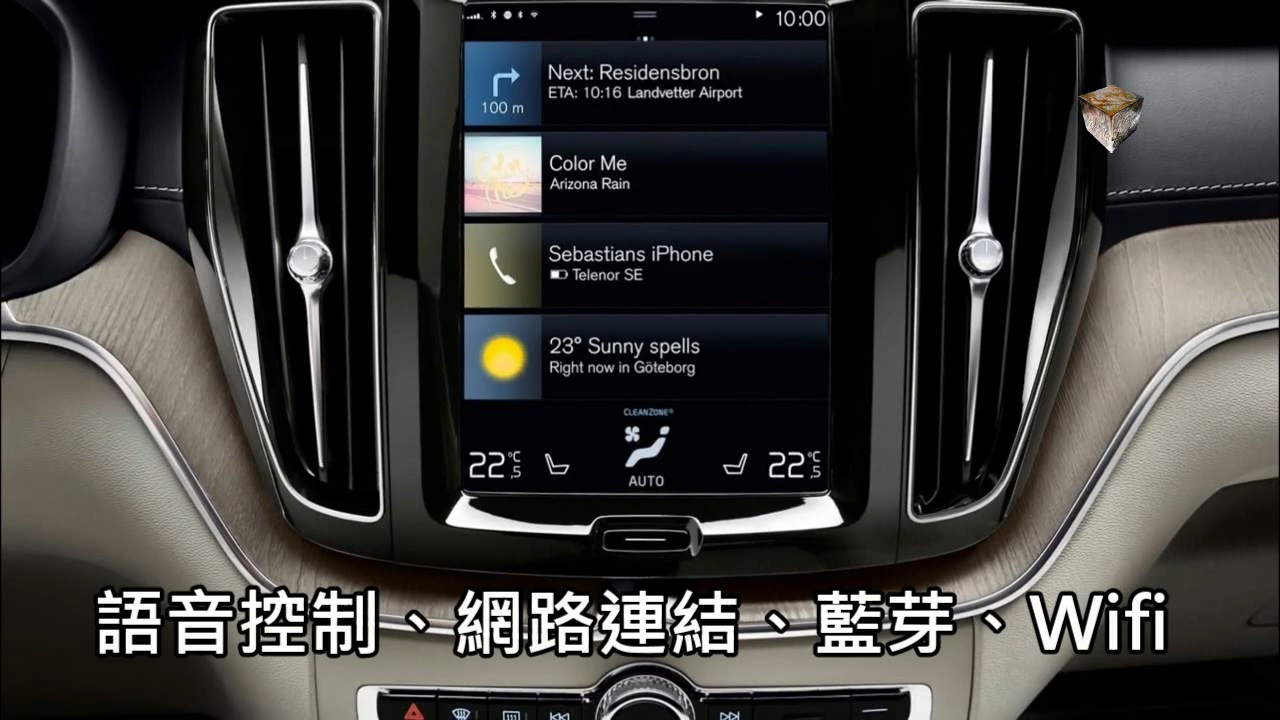 10:00
Next: Residensbron
ETA: 10:16 Landvetter Airport
100 m
Color Me
Arizona Rain
Sebastians iPhone
Telenor SE
23° Sunny spells
Right now in Göteborg
CLEANZONE®
22,5°C
22,5°C
AUTO
語音控制、網路連結、藍芽、Wifi